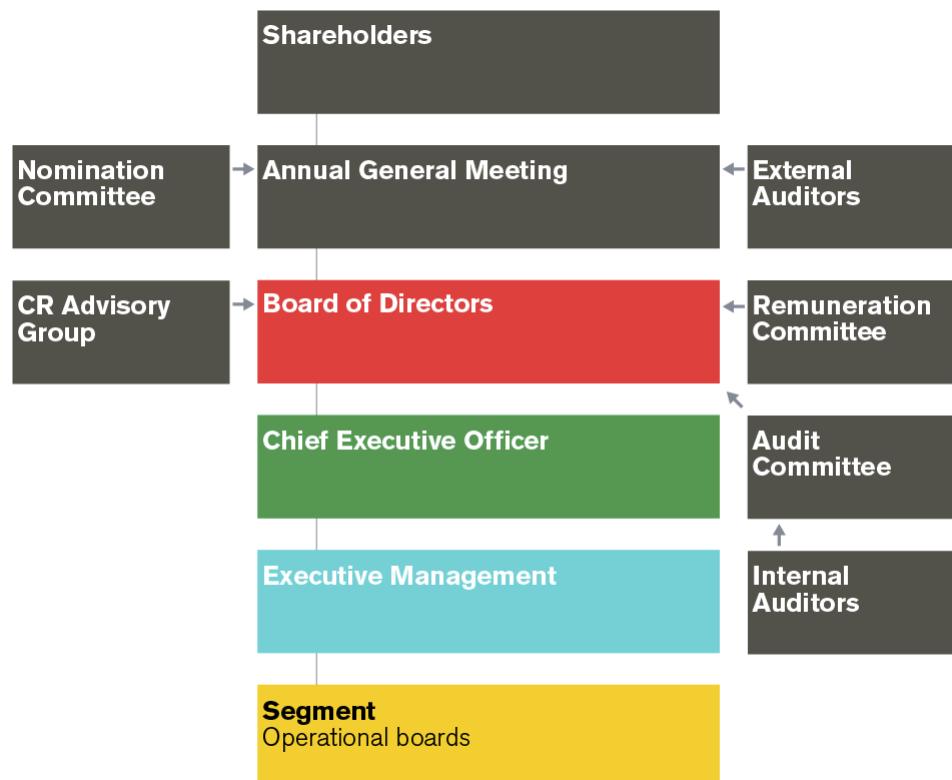 Shareholders
Nomination
Committee
Annual General Meeting
External
Auditors
CR Advisory
Group
Board of Directors
Remuneration
Committee
Chief Executive Officer
Audit
Committee
Executive Management
Internal
Auditors
Segment
Operational boards